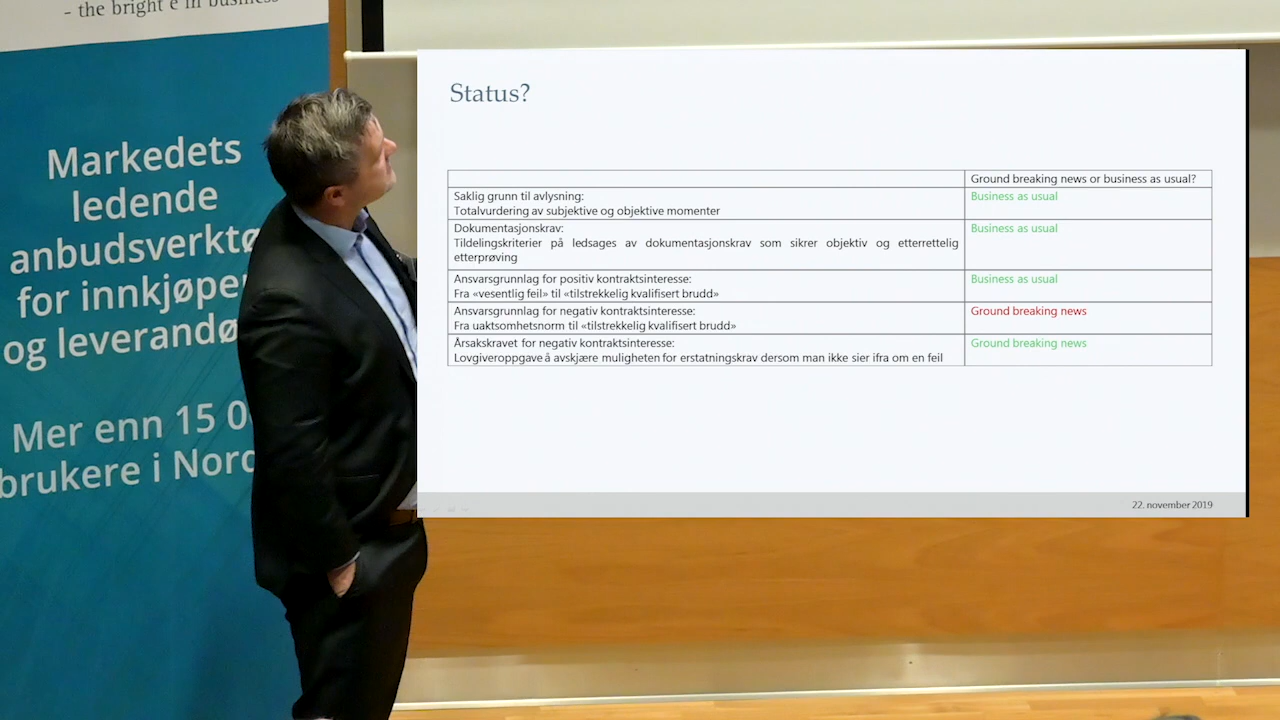 - the bright e in business
Markedets
ledende
for
og
Mer enn 15
brukere i
Status?
Ground breaking news or business as usual?
Saklig grunn til avlysning:
Business as usual
Totalvurdering av subjektive og objektive momenter
Dokumentasjonskrav:
Business as usual
Tildelingskriterier på ledsages av dokumentasjonskrav som sikrer objektiv og etterrettelig
etterprøving
Ansvarsgrunnlag for positiv kontraktsinteresse:
Business as usual
Fra «vesentlig feil» til «tilstrekkelig kvalifisert brudd»
Ansvarsgrunnlag for negativ kontraktsinteresse:
Ground breaking news
Fra uaktsomhetsnorm til «tilstrekkelig kvalifisert brudd»
Årsakskravet for negativ kontraktsinteresse:
Ground breaking news
Lovgiveroppgave å avskjære muligheten for erstatningskrav dersom man ikke sier ifra om en feil
22. november 2019